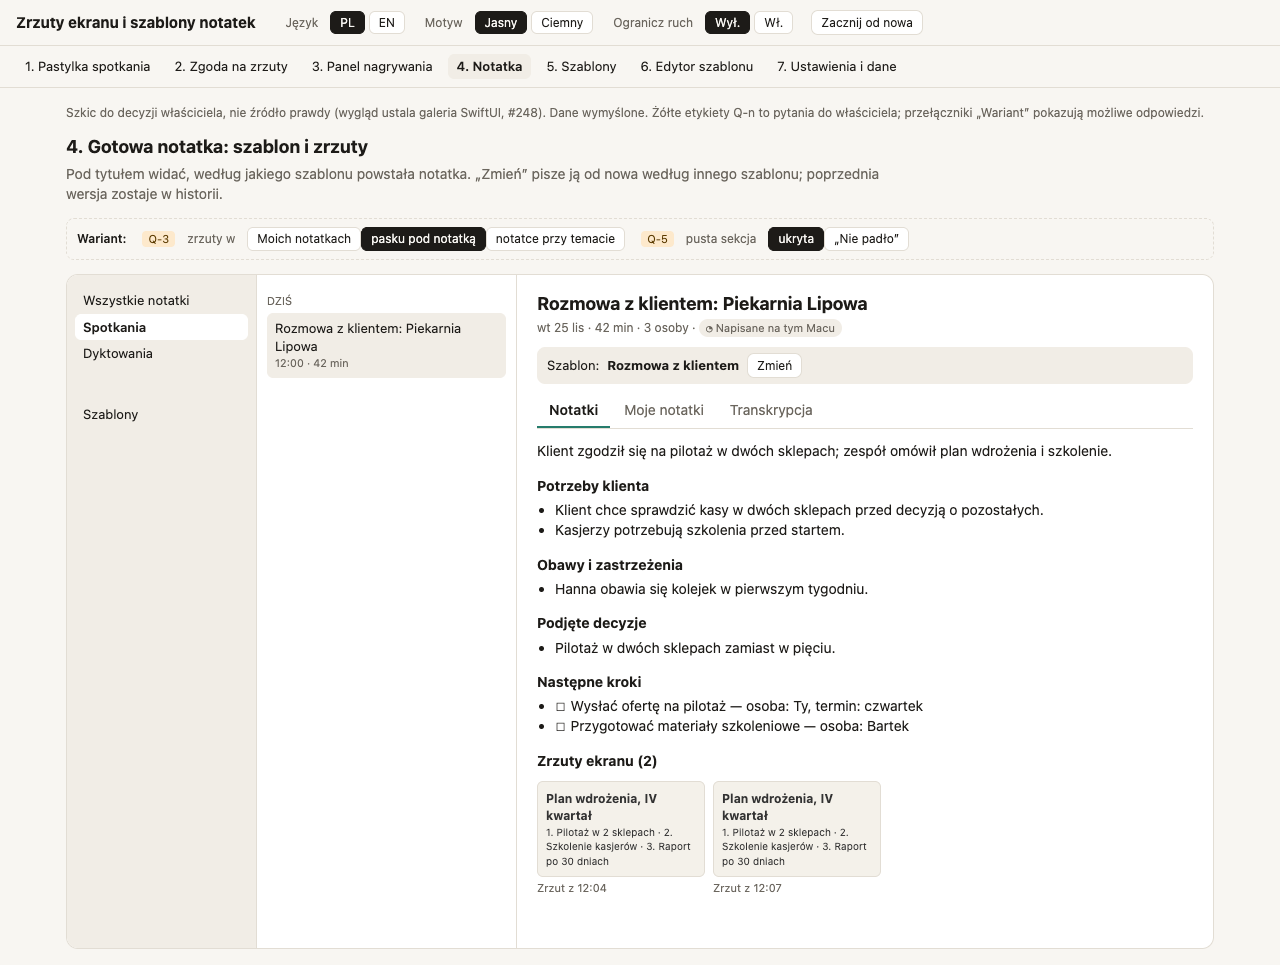 Zrzuty ekranu i szablony notatek
Język PL EN Motyw Jasny Ciemny Ogranicz ruch Wył. Wł. Zacznij od nowa
1. Pastylka spotkania 2. Zgoda na zrzuty 3. Panel nagrywania 4. Notatka 5. Szablony 6. Edytor szablonu 7. Ustawienia i dane
Szkic do decyzji właściciela, nie źródło prawdy (wygląd ustala galeria SwiftUI, #248). Dane wymyślone. Żółte etykiety Q-n to pytania do właściciela; przełączniki „Wariant” pokazują możliwe odpowiedzi.
4. Gotowa notatka: szablon i zrzuty
Pod tytułem widać, według jakiego szablonu powstała notatka. „Zmień” pisze ją od nowa według innego szablonu; poprzednia
wersja zostaje w historii.
Wariant: Q-3 zrzuty w Moich notatkach pasku pod notatką notatce przy temacie Q-5 pusta sekcja ukryta „Nie padło”
Wszystkie notatki
Spotkania
Dyktowania
Szablony
DZIŚ
Rozmowa z klientem: Piekarnia
Lipowa
12:00 · 42 min
Rozmowa z klientem: Piekarnia Lipowa
wt 25 lis · 42 min · 3 osoby · Napisane na tym Macu
Szablon: Rozmowa z klientem Zmień
Notatki Moje notatki Transkrypcja
Klient zgodził się na pilotaż w dwóch sklepach; zespół omówił plan wdrożenia i szkolenie.
Potrzeby klienta
• Klient chce sprawdzić kasy w dwóch sklepach przed decyzją o pozostałych.
• Kasjerzy potrzebują szkolenia przed startem.
Obawy i zastrzeżenia
• Hanna obawia się kolejek w pierwszym tygodniu.
Podjęte decyzje
• Pilotaż w dwóch sklepach zamiast w pięciu.
Następne kroki
• ☐ Wysłać ofertę na pilotaż — osoba: Ty, termin: czwartek
• ☐ Przygotować materiały szkoleniowe — osoba: Bartek
Zrzuty ekranu (2)
Plan wdrożenia, IV
kwartał
1. Pilotaż w 2 sklepach · 2.
Szkolenie kasjerów · 3. Raport
po 30 dniach
Zrzut z 12:04
Plan wdrożenia, IV
kwartał
1. Pilotaż w 2 sklepach · 2.
Szkolenie kasjerów · 3. Raport
po 30 dniach
Zrzut z 12:07